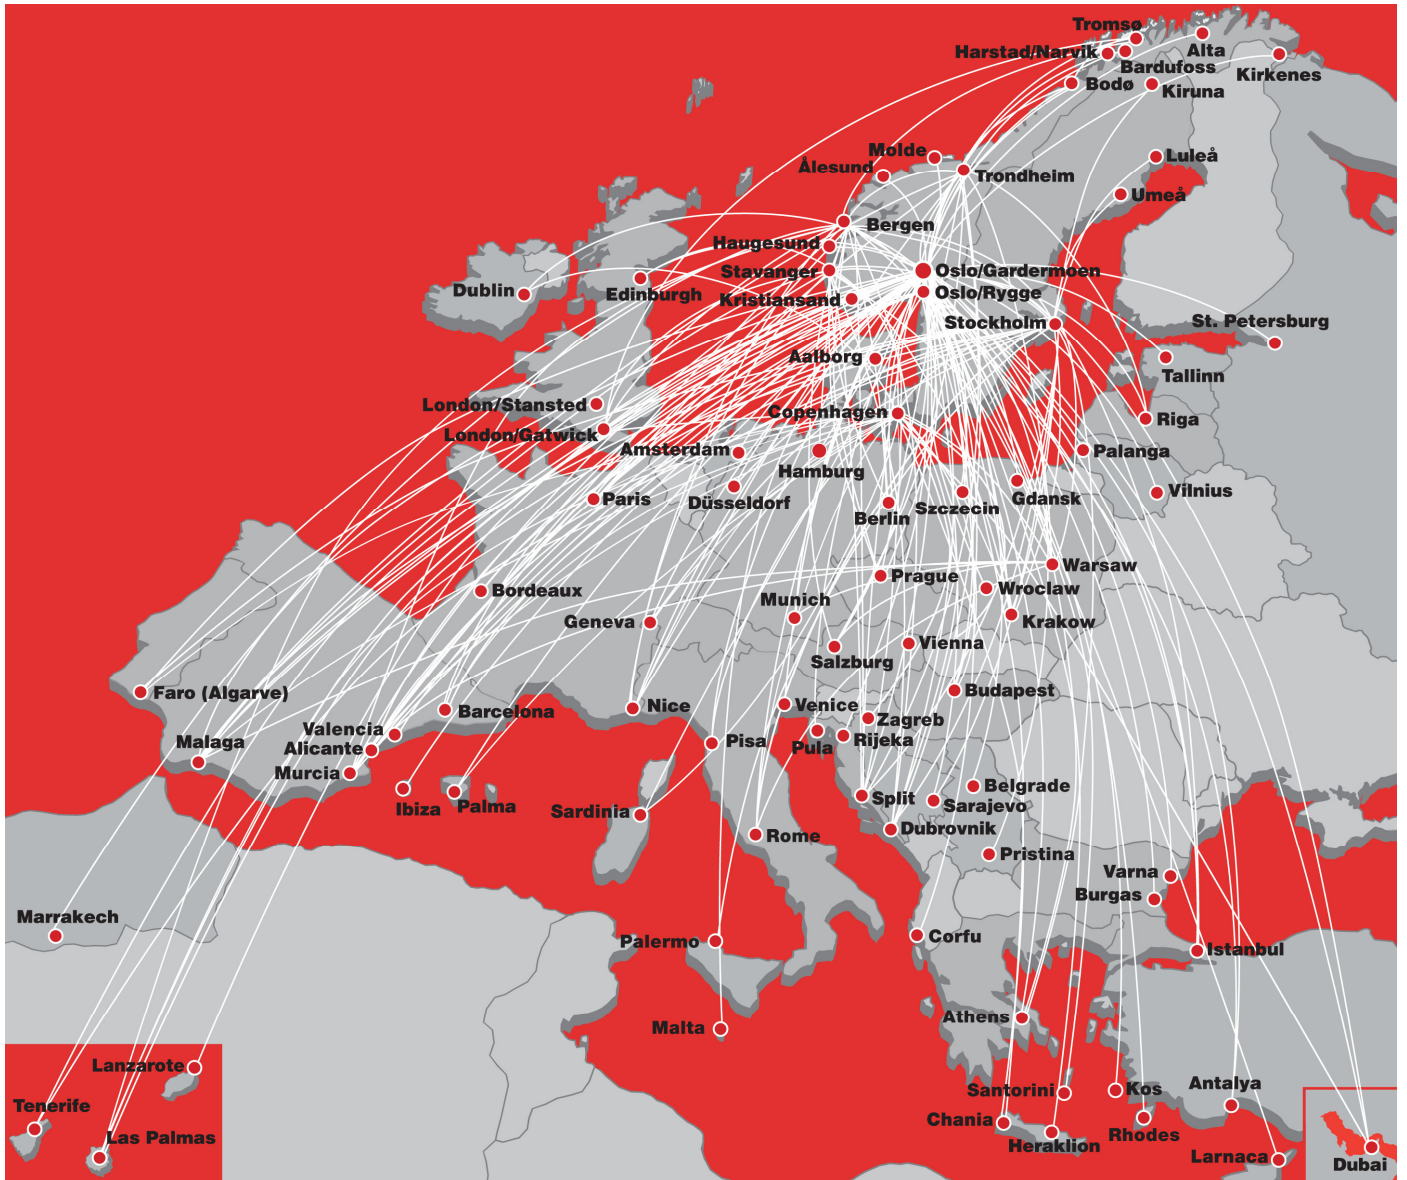 Tromsø
Harstad/Narvik
Alta
Bardufoss
Kirkenes
Bodø
Kiruna
Molde
Luleå
Ålesund
Trondheim
Umeå
Bergen
Haugesund
Stavanger
Oslo/Gardermoen
Dublin
Edinburgh
Kristiansand
Oslo/Rygge
Stockholm
St. Petersburg
Aalborg
Tallinn
London/Stansted
Copenhagen
Riga
London/Gatwick
Amsterdam
Palanga
Hamburg
Paris
Düsseldorf
Gdansk
Vilnius
Berlin
Szczecin
Warsaw
Prague
Bordeaux
Wroclaw
Munich
Geneva
Krakow
Vienna
Salzburg
Faro (Algarve)
Budapest
Barcelona
Nice
Venice
Zagreb
Valencia
Malaga
Alicante
Pisa
Pula
Rijeka
Murcia
Belgrade
Ibiza
Palma
Sardinia
Split
Sarajevo
Rome
Dubrovnik
Pristina
Varna
Burgas
Marrakech
Palermo
Corfu
Istanbul
Athens
Malta
Lanzarote
Santorini
Kos
Antalya
Tenerife
Chania
Las Palmas
Heraklion
Rhodes
Larnaca
Dubai